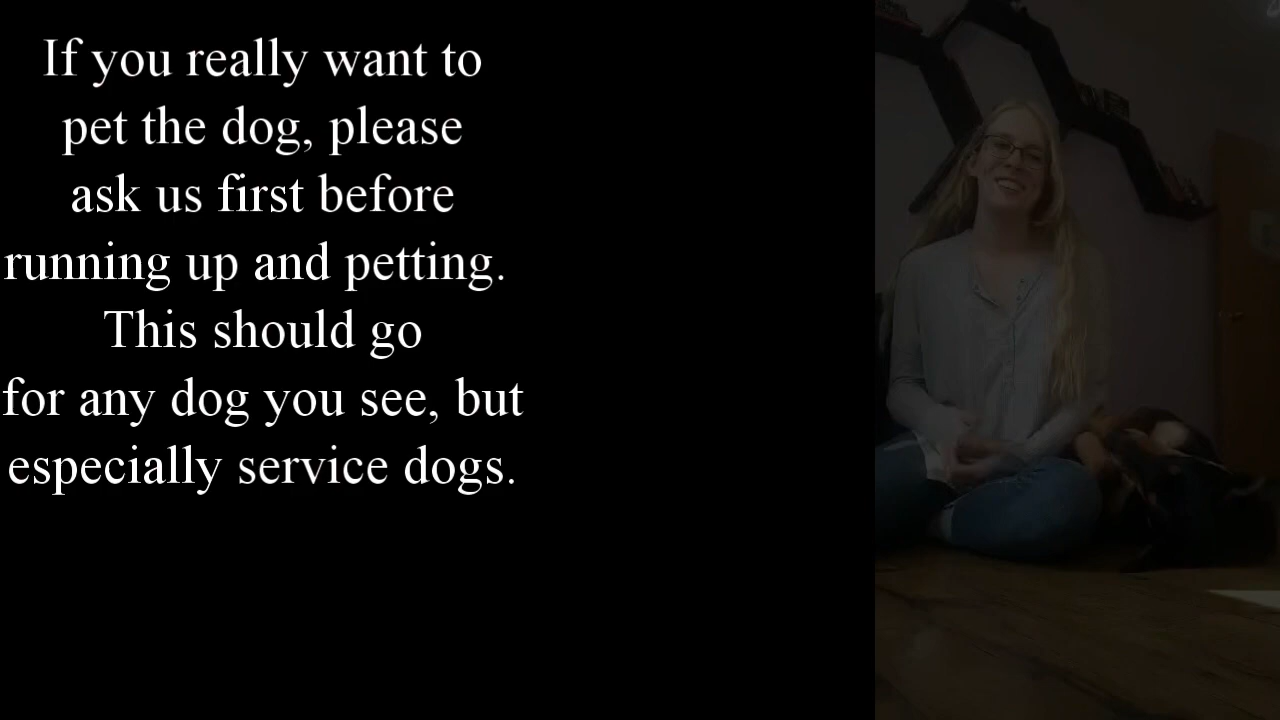 If you really want to
pet the dog, please
ask us first before
running up and petting.
This should go
for any dog you see, but
especially service dogs.